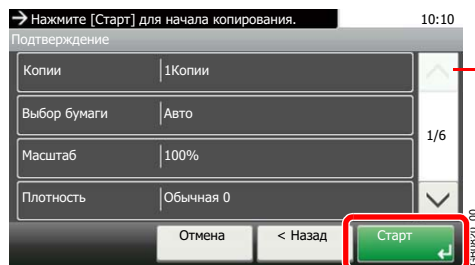 → Нажмите [Старт] для начала копирования. 10:10
Подтверждение
Копии 1Копии
Выбор бумаги Авто
1/6
Масштаб 100%
Плотность Обычная 0
Отмена < Назад Старт